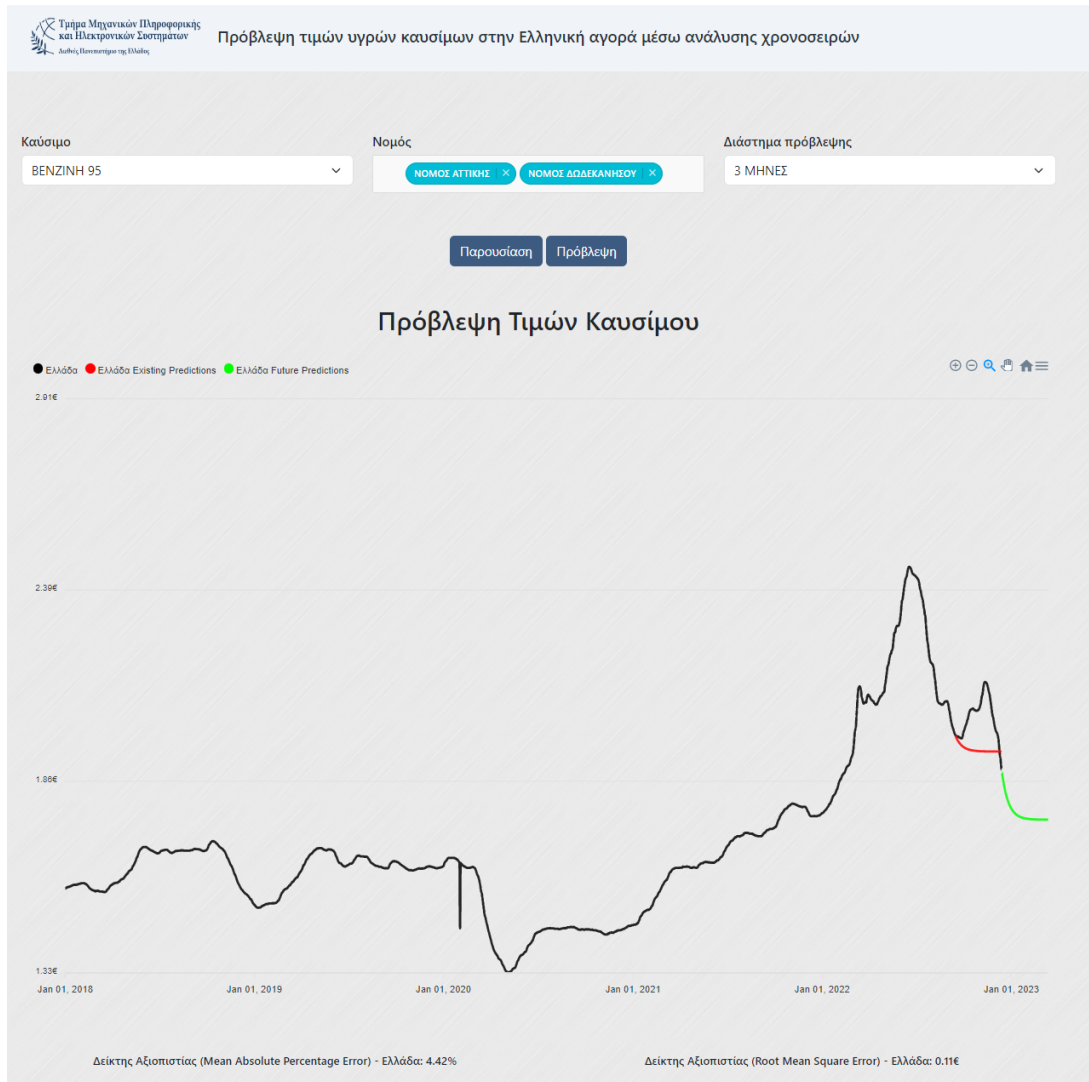 Τμήμα Μηχανικών Πληροφορικής
και Ηλεκτρονικών Συστημάτων
Διεθνές Πανεπιστήμιο της Ελλάδος
Πρόβλεψη τιμών υγρών καυσίμων στην Ελληνική αγορά μέσω ανάλυσης χρονοσειρών
Καύσιμο
Νομός
Διάστημα πρόβλεψης
ΒΕΝΖΙΝΗ 95
ΝΟΜΟΣ ΑΤΤΙΚΗΣ ×
ΝΟΜΟΣ ΔΩΔΕΚΑΝΗΣΟΥ ×
3 ΜΗΝΕΣ
Παρουσίαση
Πρόβλεψη
Πρόβλεψη Τιμών Καυσίμου
Ελλάδα
Ελλάδα Existing Predictions
Ελλάδα Future Predictions
2.91€
2.39€
1.86€
1.33€
Jan 01, 2018
Jan 01, 2019
Jan 01, 2020
Jan 01, 2021
Jan 01, 2022
Jan 01, 2023
Δείκτης Αξιοπιστίας (Mean Absolute Percentage Error) - Ελλάδα: 4.42%
Δείκτης Αξιοπιστίας (Root Mean Square Error) - Ελλάδα: 0.11€